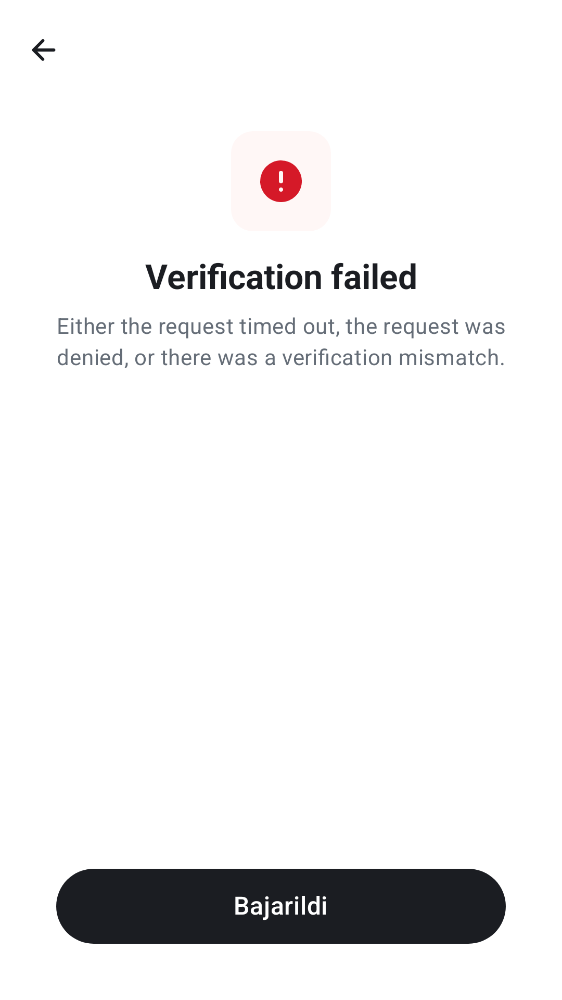 Verification failed
Either the request timed out, the request was
denied, or there was a verification mismatch.
Bajarildi